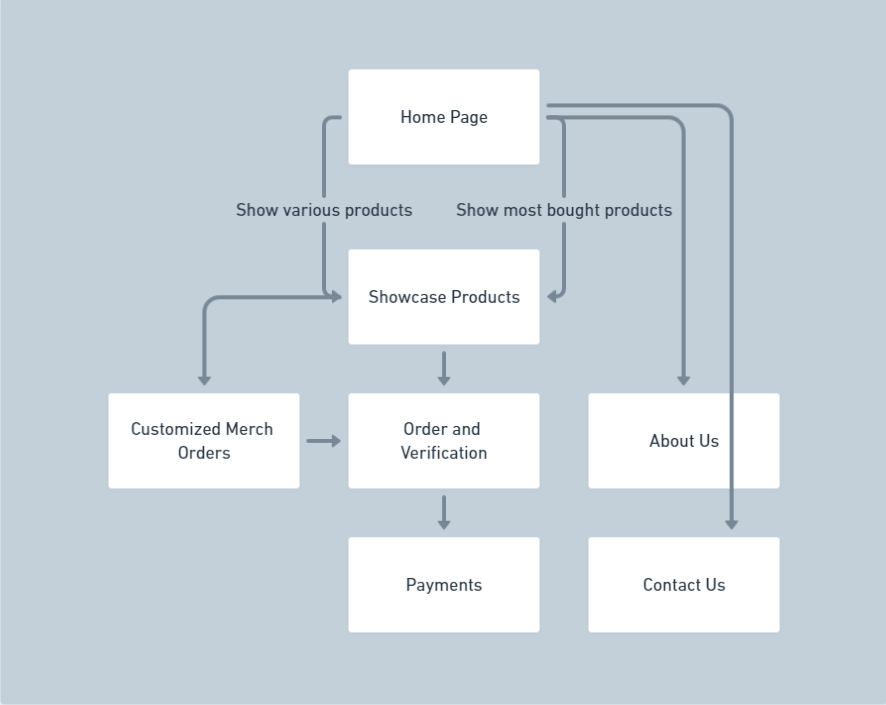 Home Page
Show various products
Show most bought products
Showcase Products
Customized Merch
Orders
Order and
Verification
About Us
Payments
Contact Us